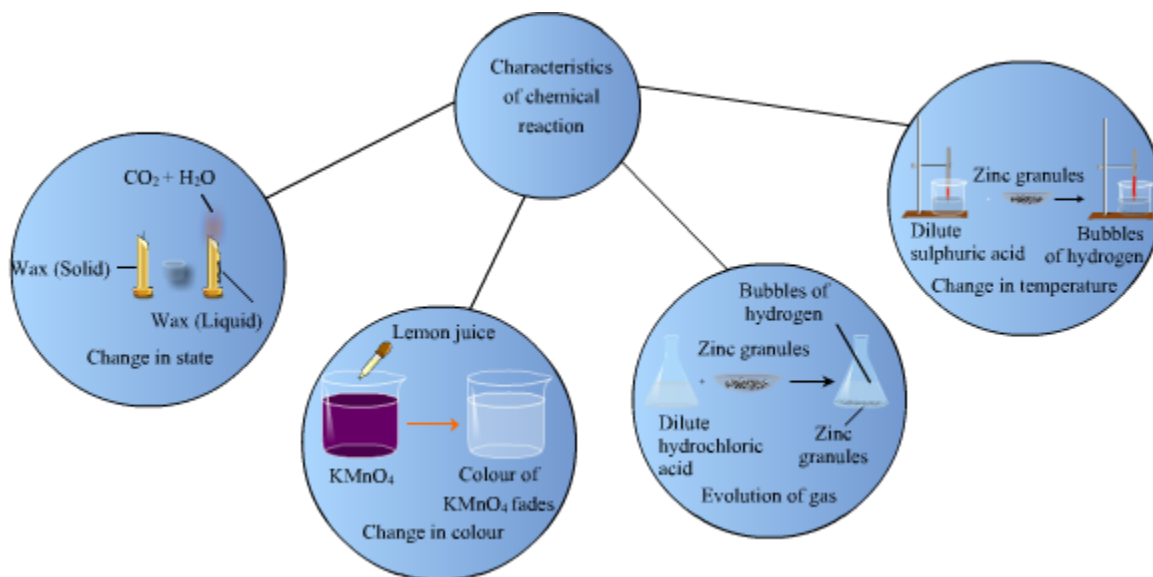 Characteristics
of chemical
reaction
CO₂ + H₂O
Wax (Solid)
Wax (Liquid)
Change in state
Lemon juice
KMnO₄
Colour of
KMnO₄ fades
Change in colour
Bubbles of
hydrogen
Zinc granules
+
Dilute
hydrochloric
acid
Zinc
granules
Evolution of gas
Zinc granules
Dilute
sulphuric acid
Bubbles
of hydrogen
Change in temperature